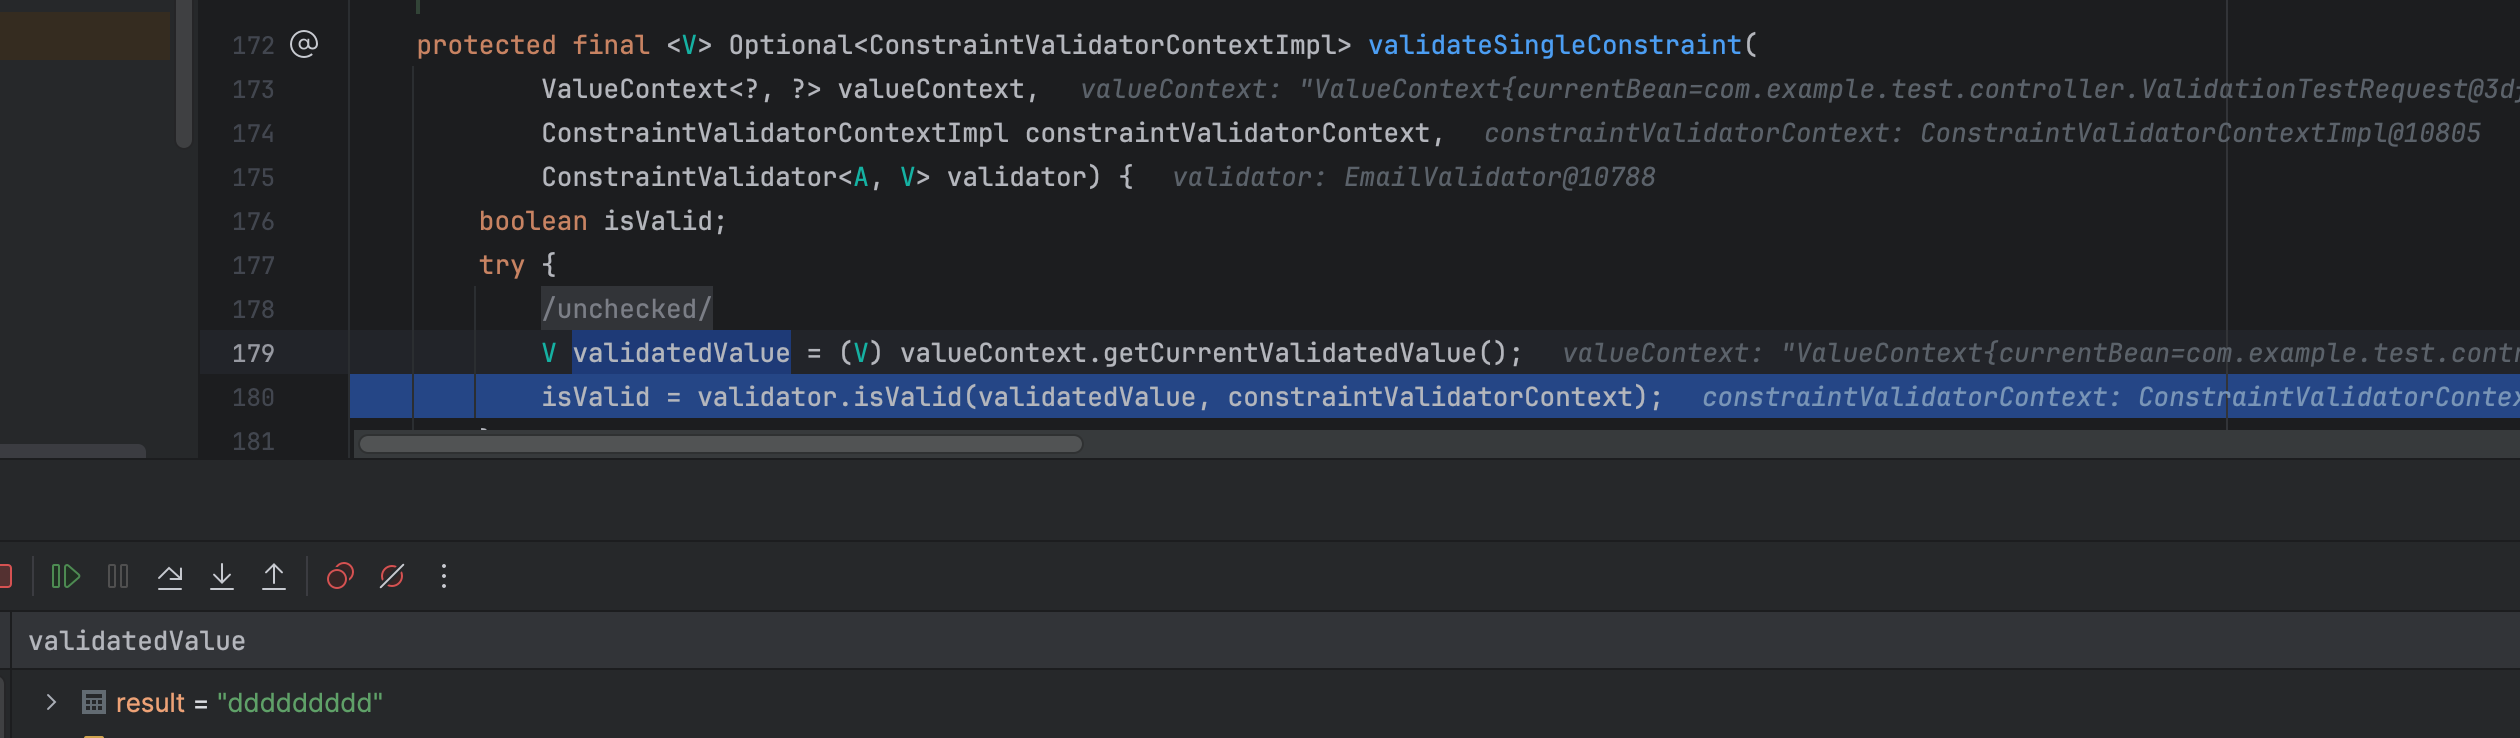 172 @ protected final <V> Optional<ConstraintValidatorContextImpl> validateSingleConstraint(
173 ValueContext<?, ?> valueContext, valueContext: "ValueContext{currentBean=com.example.test.controller.ValidationTestRequest@3d
174 ConstraintValidatorContextImpl constraintValidatorContext, constraintValidatorContext: ConstraintValidatorContextImpl@10805
175 ConstraintValidator<A, V> validator) { validator: EmailValidator@10788
176 boolean isValid;
177 try {
178 /unchecked/
179 V validatedValue = (V) valueContext.getCurrentValidatedValue(); valueContext: "ValueContext{currentBean=com.example.test.contr
180 isValid = validator.isValid(validatedValue, constraintValidatorContext); constraintValidatorContext: ConstraintValidatorContex
181
validatedValue
result = "dddddddddd"